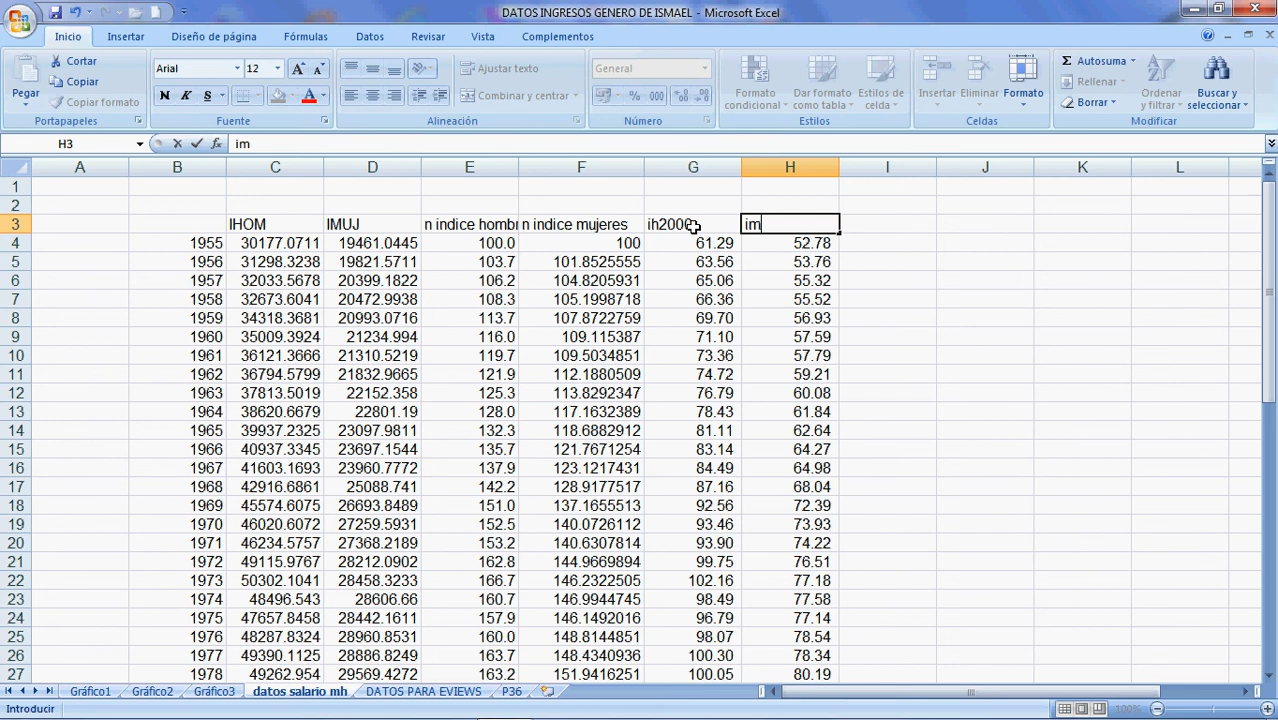 DATOS INGRESOS GENERO DE ISMAEL - Microsoft Excel
Inicio Insertar Diseño de página Fórmulas Datos Revisar Vista Complementos
Pegar Cortar Copiar Copiar formato
Portapapeles
Arial 12
N K S A
Fuente
Ajustar texto
Combinar y centrar
Alineación
General
% 000
Número
Formato condicional Dar formato como tabla Estilos de celda
Estilos
Insertar Eliminar Formato
Celdas
Σ Autosuma Rellenar Borrar
Ordenar y filtrar Buscar y seleccionar
Modificar
H3 fx im
A B C D E F G H I J K L
1
2
3 IHOM IMUJ n indice hombr n indice mujeres ih2000 im
4 1955 30177.0711 19461.0445 100.0 100 61.29 52.78
5 1956 31298.3238 19821.5711 103.7 101.8525555 63.56 53.76
6 1957 32033.5678 20399.1822 106.2 104.8205931 65.06 55.32
7 1958 32673.6041 20472.9938 108.3 105.1998718 66.36 55.52
8 1959 34318.3681 20993.0716 113.7 107.8722759 69.70 56.93
9 1960 35009.3924 21234.994 116.0 109.115387 71.10 57.59
10 1961 36121.3666 21310.5219 119.7 109.5034851 73.36 57.79
11 1962 36794.5799 21832.9665 121.9 112.1880509 74.72 59.21
12 1963 37813.5019 22152.358 125.3 113.8292347 76.79 60.08
13 1964 38620.6679 22801.19 128.0 117.1632389 78.43 61.84
14 1965 39937.2325 23097.9811 132.3 118.6882912 81.11 62.64
15 1966 40937.3345 23697.1544 135.7 121.7671254 83.14 64.27
16 1967 41603.1693 23960.7772 137.9 123.1217431 84.49 64.98
17 1968 42916.6861 25088.741 142.2 128.9177517 87.16 68.04
18 1969 45574.6075 26693.8489 151.0 137.1655513 92.56 72.39
19 1970 46020.6072 27259.5931 152.5 140.0726112 93.46 73.93
20 1971 46234.5757 27368.2189 153.2 140.6307814 93.90 74.22
21 1972 49115.9767 28212.0902 162.8 144.9669894 99.75 76.51
22 1973 50302.1041 28458.3233 166.7 146.2322505 102.16 77.18
23 1974 48496.543 28606.66 160.7 146.9944745 98.49 77.58
24 1975 47657.8458 28442.1611 157.9 146.1492016 96.79 77.14
25 1976 48287.8324 28960.8531 160.0 148.8144851 98.07 78.54
26 1977 49390.1125 28886.8249 163.7 148.4340936 100.30 78.34
27 1978 49262.954 29569.4272 163.2 151.9416251 100.05 80.19
Gráfico1 Gráfico2 Gráfico3 datos salario mh DATOS PARA EVIEWS P36
Introducir 100%